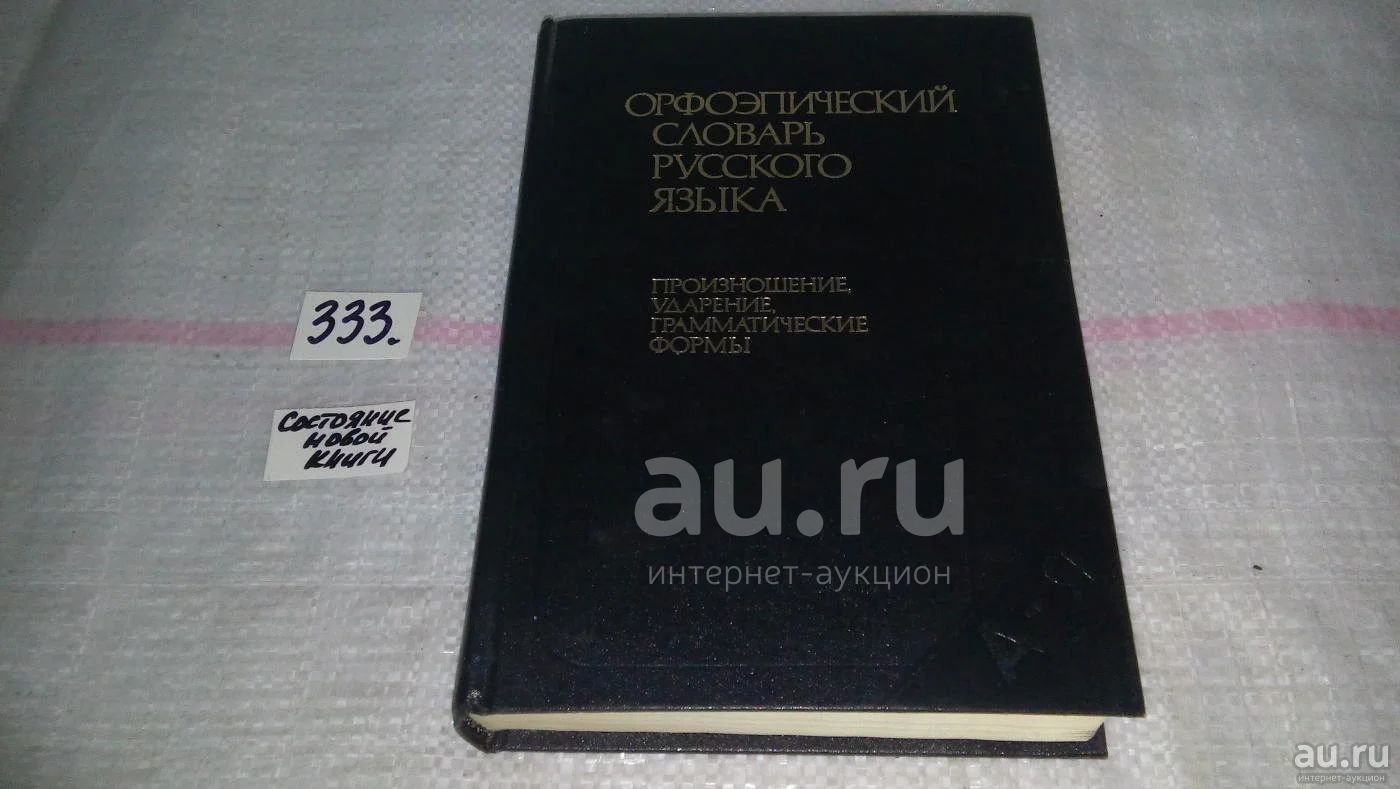 ОРФОЭПИЧЕСКИЙ
СЛОВАРЬ
РУССКОГО
ЯЗЫКА
ПРОИЗНОШЕНИЕ,
УДАРЕНИЕ,
ГРАММАТИЧЕСКИЕ
ФОРМЫ
333.
Состояние
новой
книги
au.ru
интернет-аукцион
au.ru
интернет-аукцион